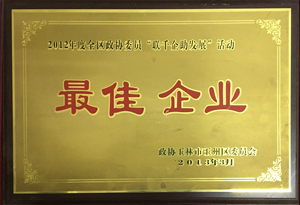 2012年度全区政协委员“联千企助发展”活动
最佳 企业
政协玉林市玉州区委员会
2013年3月